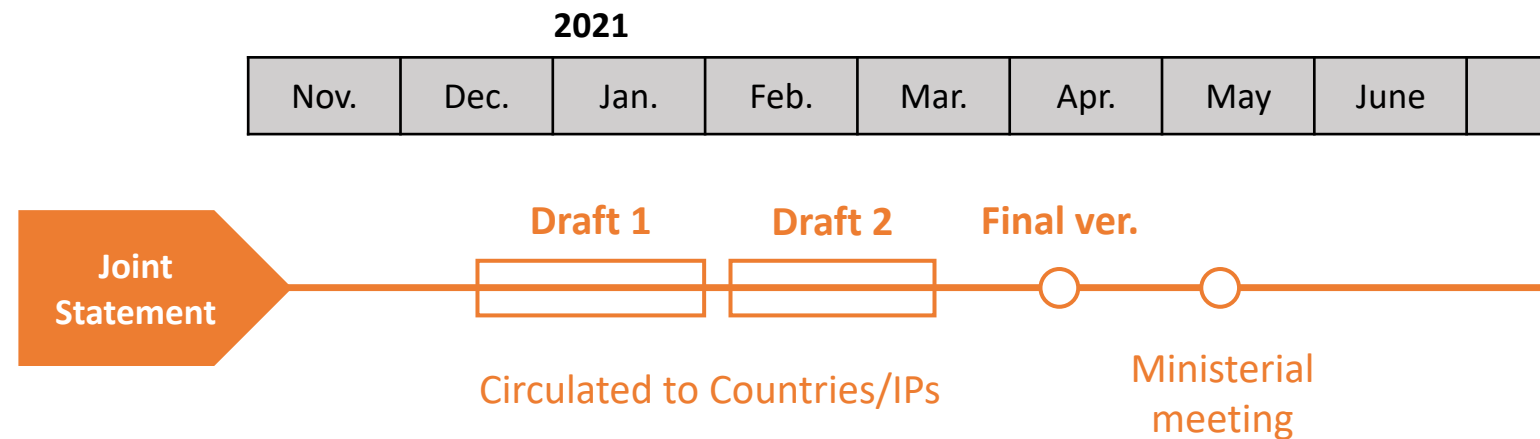 2021
Nov. Dec. Jan. Feb. Mar. Apr. May June
Draft 1 Draft 2 Final ver.
Joint
Statement
Circulated to Countries/IPs
Ministerial
meeting